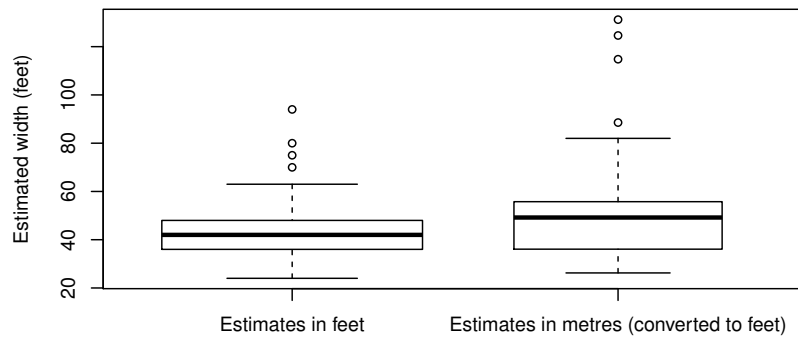 Estimated width (feet)
100
80
60
40
20
Estimates in feet
Estimates in metres (converted to feet)